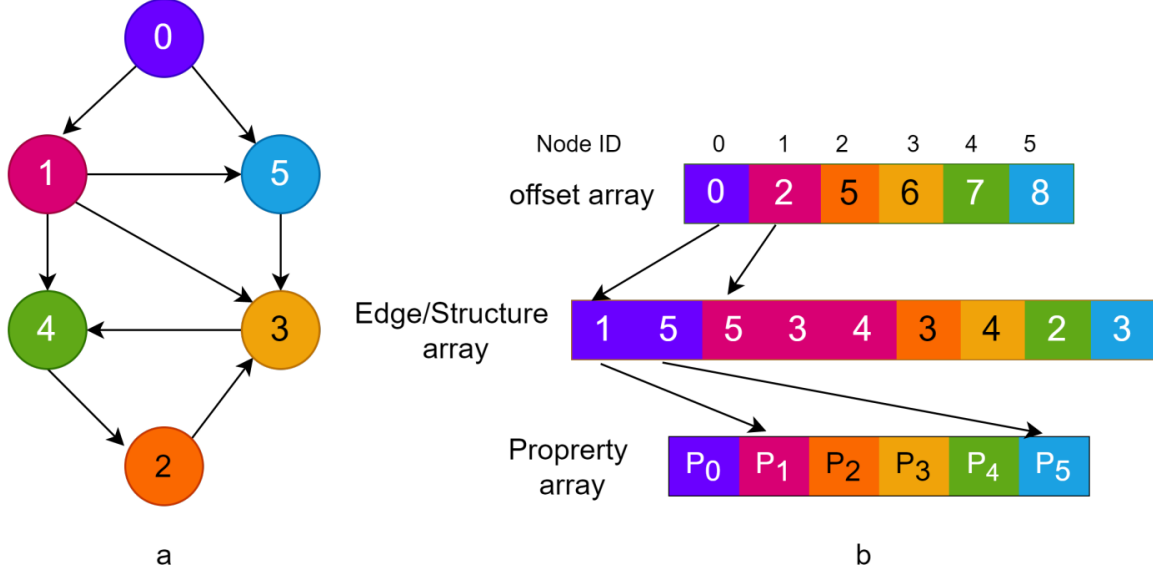 0
1
5
4
3
2
a
Node ID 0 1 2 3 4 5
offset array 0 2 5 6 7 8
Edge/Structure
array
1 5 5 3 4 3 4 2 3
Proprerty
array
P0 P1 P2 P3 P4 P5
b